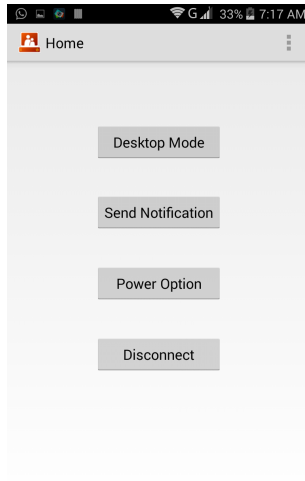 G 33% 7:17 AM
Home
Desktop Mode
Send Notification
Power Option
Disconnect